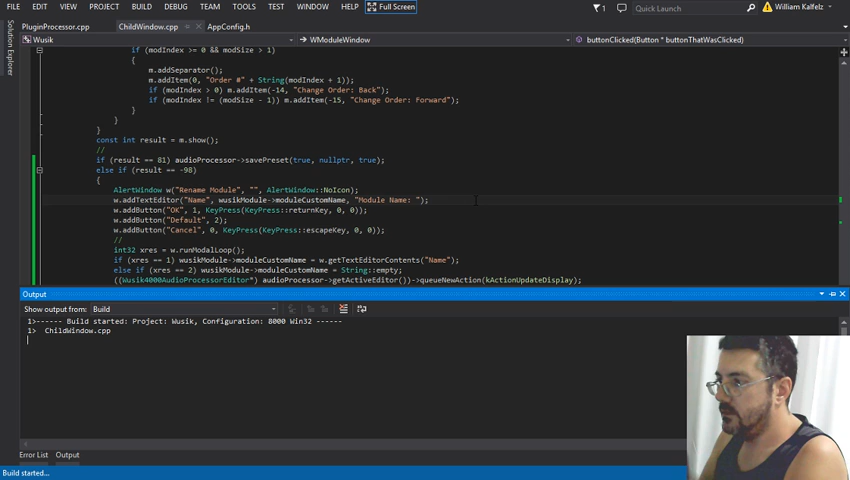 FILE EDIT VIEW PROJECT BUILD DEBUG TEAM TOOLS TEST WINDOW HELP Full Screen 1 Quick Launch William Kalfelz
PluginProcessor.cpp ChildWindow.cpp AppConfig.h
Solution Explorer
Wusik WModuleWindow buttonClicked(Button * buttonThatWasClicked)
if (modIndex >= 0 && modSize > 1)
{
m.addSeparator();
m.addItem(0, "Order #" + String(modIndex + 1));
if (modIndex > 0) m.addItem(-14, "Change Order: Back");
if (modIndex != (modSize - 1)) m.addItem(-15, "Change Order: Forward");
}
}
const int result = m.show();
//
if (result == 81) audioProcessor->savePreset(true, nullptr, true);
else if (result == -98)
{
AlertWindow w("Rename Module", "", AlertWindow::NoIcon);
w.addTextEditor("Name", wusikModule->moduleCustomName, "Module Name: ");
w.addButton("OK", 1, KeyPress(KeyPress::returnKey, 0, 0));
w.addButton("Default", 2);
w.addButton("Cancel", 0, KeyPress(KeyPress::escapeKey, 0, 0));
//
int32 xres = w.runModalLoop();
if (xres == 1) wusikModule->moduleCustomName = w.getTextEditorContents("Name");
else if (xres == 2) wusikModule->moduleCustomName = String::empty;
((Wusik4000AudioProcessorEditor*) audioProcessor->getActiveEditor())->queueNewAction(kActionUpdateDisplay);
Output
Show output from: Build
1>------ Build started: Project: Wusik, Configuration: 8000 Win32 ------
1> ChildWindow.cpp
Error List Output
Build started...